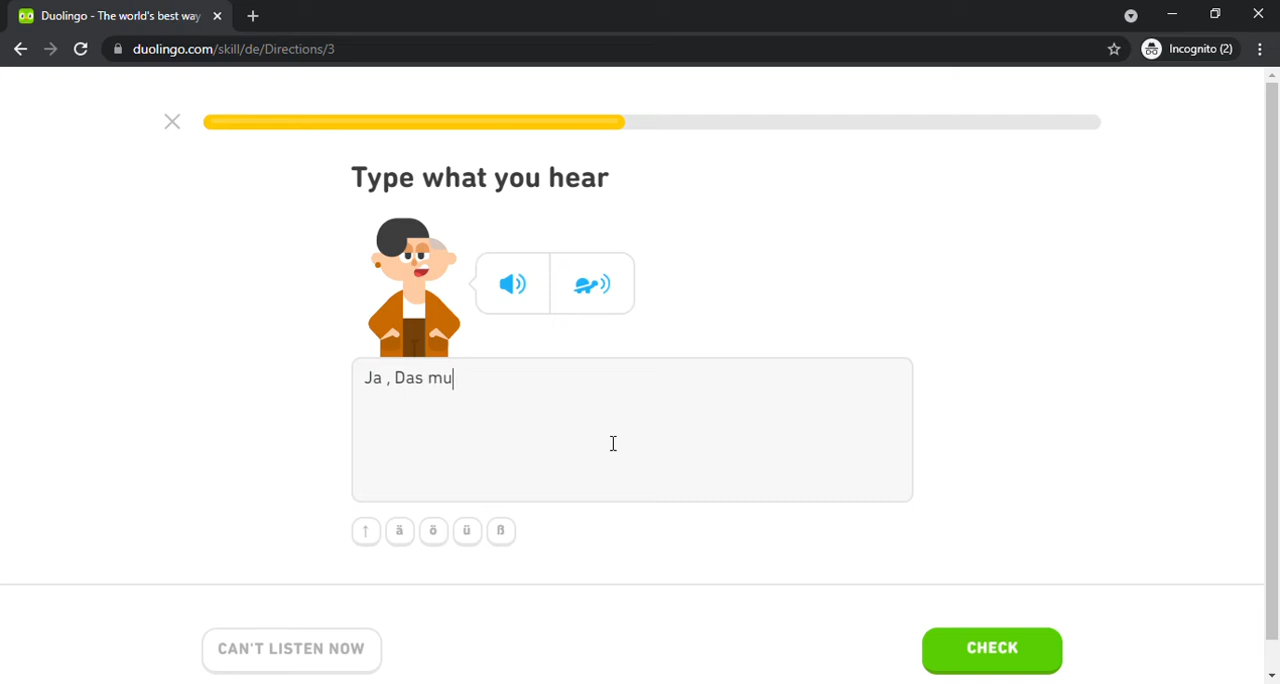 Duolingo - The world's best way
duolingo.com/skill/de/Directions/3
Incognito (2)
Type what you hear
Ja , Das mu
↑ ä ö ü ß
CAN'T LISTEN NOW
CHECK